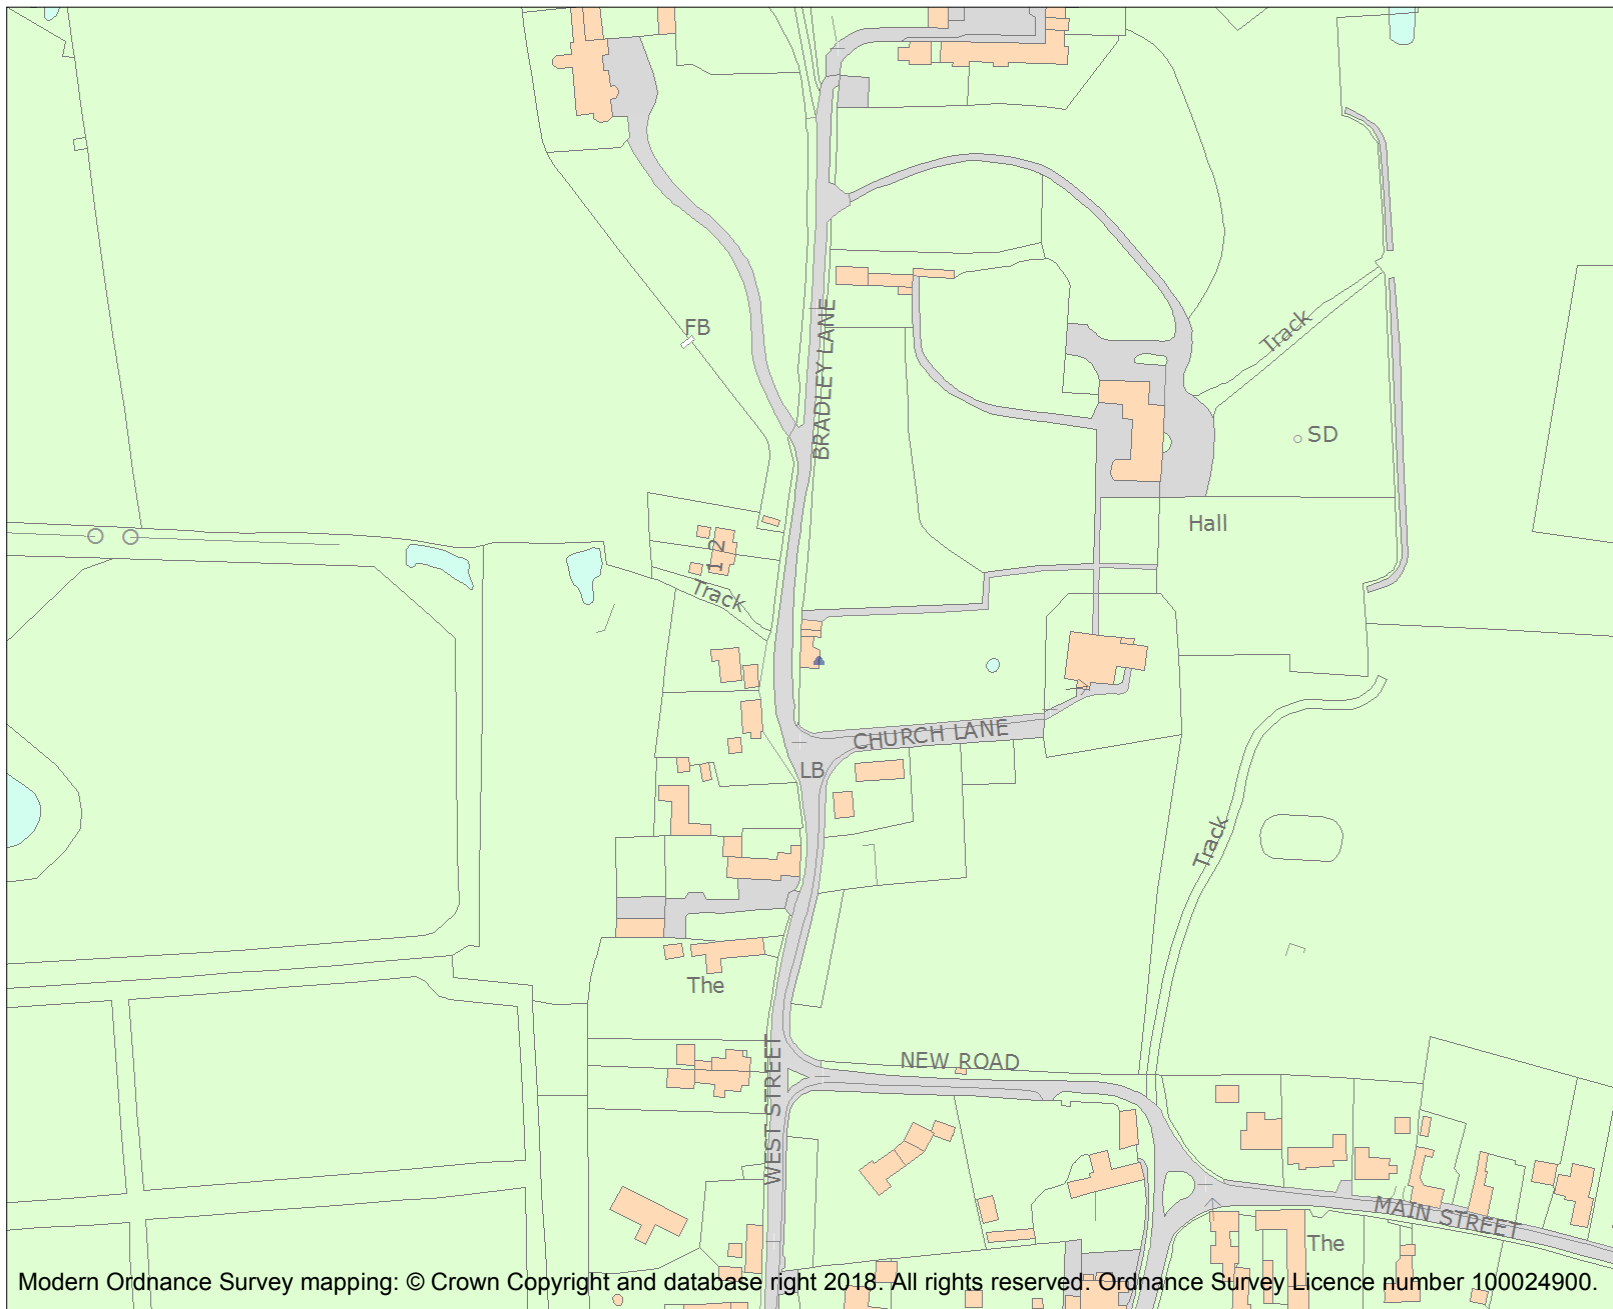 FB
BRADLEY LANE
Track
SD
Hall
1
2
Track
CHURCH LANE
LB
Track
The
NEW ROAD
WEST STREET
MAIN STREET
The
Modern Ordnance Survey mapping: © Crown Copyright and database right 2018. All rights reserved. Ordnance Survey Licence number 100024900.